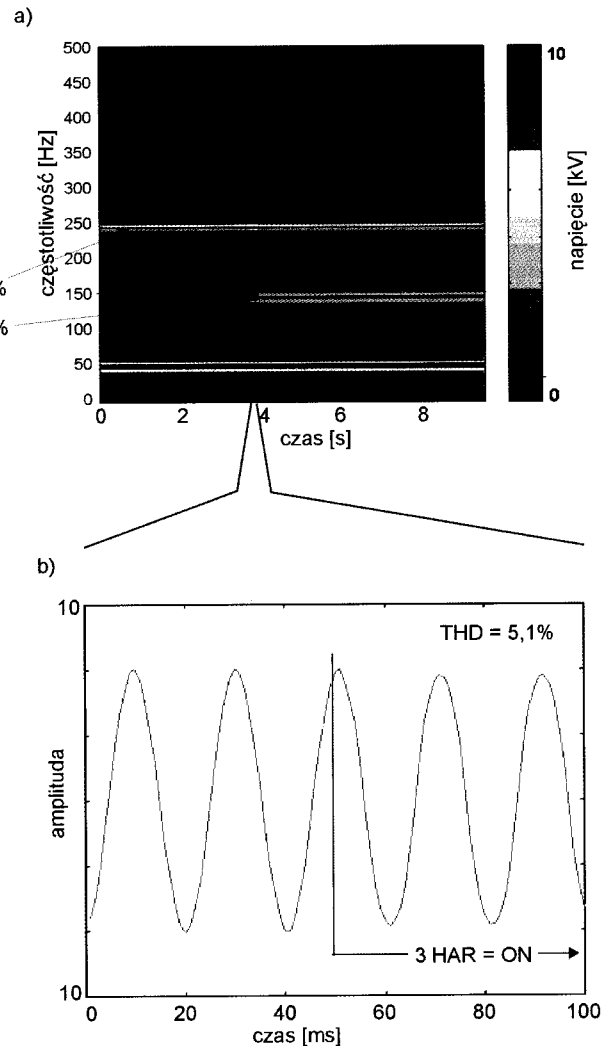 a)
500
450
400
350
300
250
200
150
100
50
0
częstotliwość [Hz]
%
%
0 2 4 6 8
czas [s]
10
0
napięcie [kV]
b)
10
10
amplituda
THD = 5,1%
3 HAR = ON
0 20 40 60 80 100
czas [ms]